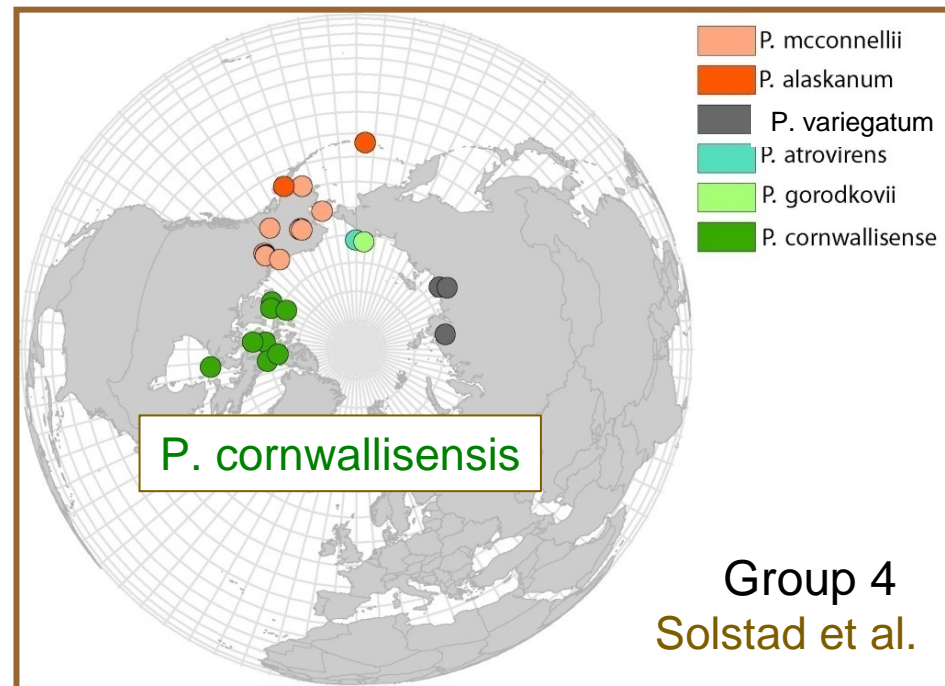 P. mcconnellii
P. alaskanum
P. variegatum
P. atrovirens
P. gorodkovii
P. cornwallisense
P. cornwallisensis
Group 4
Solstad et al.